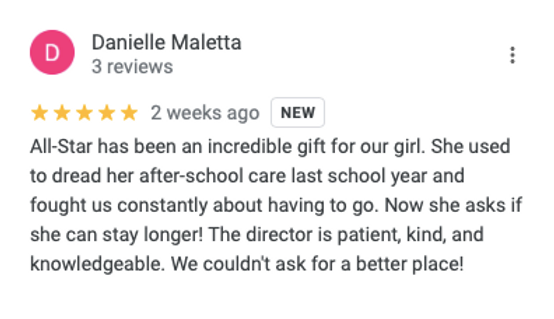 D
Danielle Maletta
3 reviews
2 weeks ago NEW
All-Star has been an incredible gift for our girl. She used
to dread her after-school care last school year and
fought us constantly about having to go. Now she asks if
she can stay longer! The director is patient, kind, and
knowledgeable. We couldn't ask for a better place!